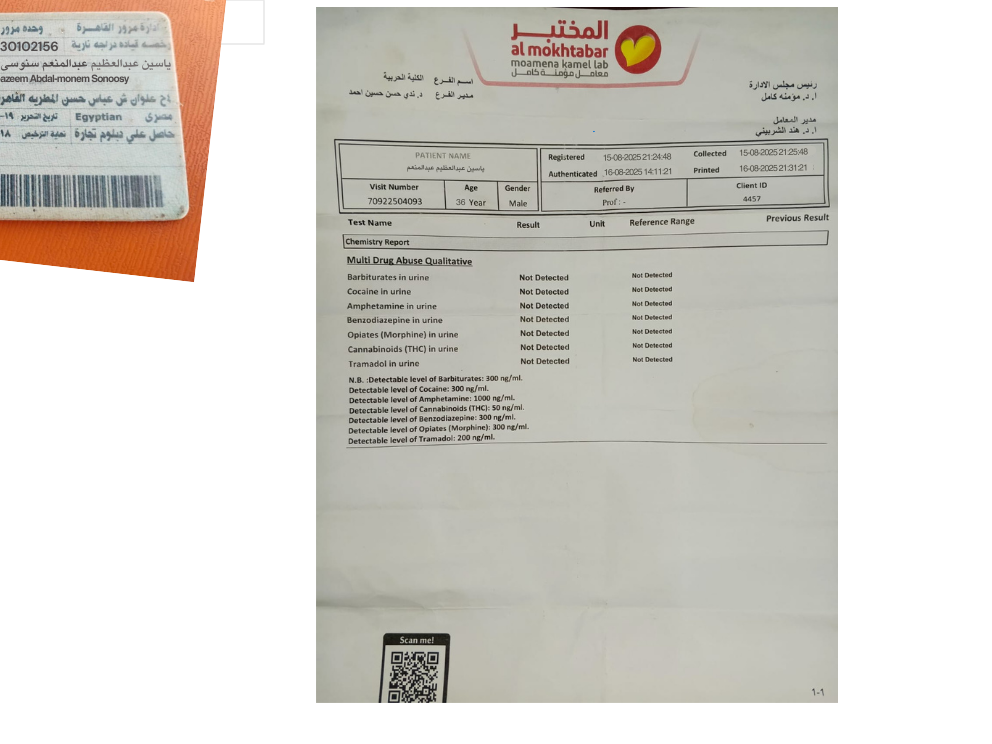 إدارة مرور القاهرة وحده مرور
رخصه قياده دراجه نارية 30102156
ياسين عبدالعظيم عبدالمنعم سنوسى
azeem Abdal-monem Sonoosy
علوان ش عباس حسن المطريه القاهر
مصرى Egyptian تاريخ التحرير ١٩-
حاصل على دبلوم تجارة نهاية الترخيص ١٨
المختبر
al mokhtabar
moamena kamel lab
معامل مؤمنة كامل
اسم الفرع الكلية الحربية
مدير الفرع د. ندي حسن حسين احمد
رئيس مجلس الادارة
ا. د. مؤمنه كامل
مدير المعامل
ا. د. هند الشربيني
PATIENT NAME
ياسين عبدالعظيم عبدالمنعم
Registered 15-08-2025 21:24:48 Collected 15-08-2025 21:25:48
Authenticated 16-08-2025 14:11:21 Printed 16-08-2025 21:31:21
Visit Number Age Gender Referred By Client ID
70922504093 36 Year Male Prof : - 4457
Test Name Result Unit Reference Range Previous Result
Chemistry Report
Multi Drug Abuse Qualitative
Barbiturates in urine Not Detected Not Detected
Cocaine in urine Not Detected Not Detected
Amphetamine in urine Not Detected Not Detected
Benzodiazepine in urine Not Detected Not Detected
Opiates (Morphine) in urine Not Detected Not Detected
Cannabinoids (THC) in urine Not Detected Not Detected
Tramadol in urine Not Detected Not Detected
N.B. :Detectable level of Barbiturates: 300 ng/ml.
Detectable level of Cocaine: 300 ng/ml.
Detectable level of Amphetamine: 1000 ng/ml.
Detectable level of Cannabinoids (THC): 50 ng/ml.
Detectable level of Benzodiazepine: 300 ng/ml.
Detectable level of Opiates (Morphine): 300 ng/ml.
Detectable level of Tramadol: 200 ng/ml.
Scan me!
1-1